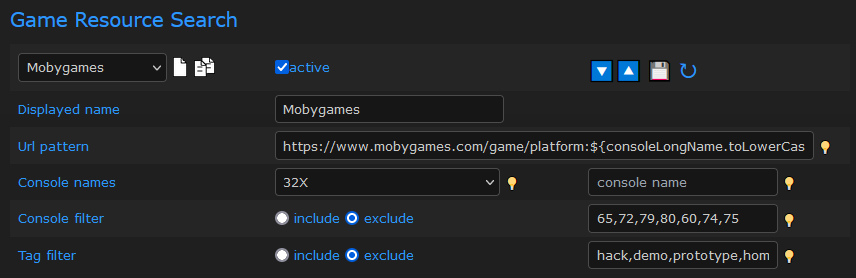 Game Resource Search
Mobygames active
Displayed name Mobygames
Url pattern https://www.mobygames.com/game/platform:${consoleLongName.toLowerCas
Console names 32X console name
Console filter include exclude 65,72,79,80,60,74,75
Tag filter include exclude hack,demo,prototype,hom